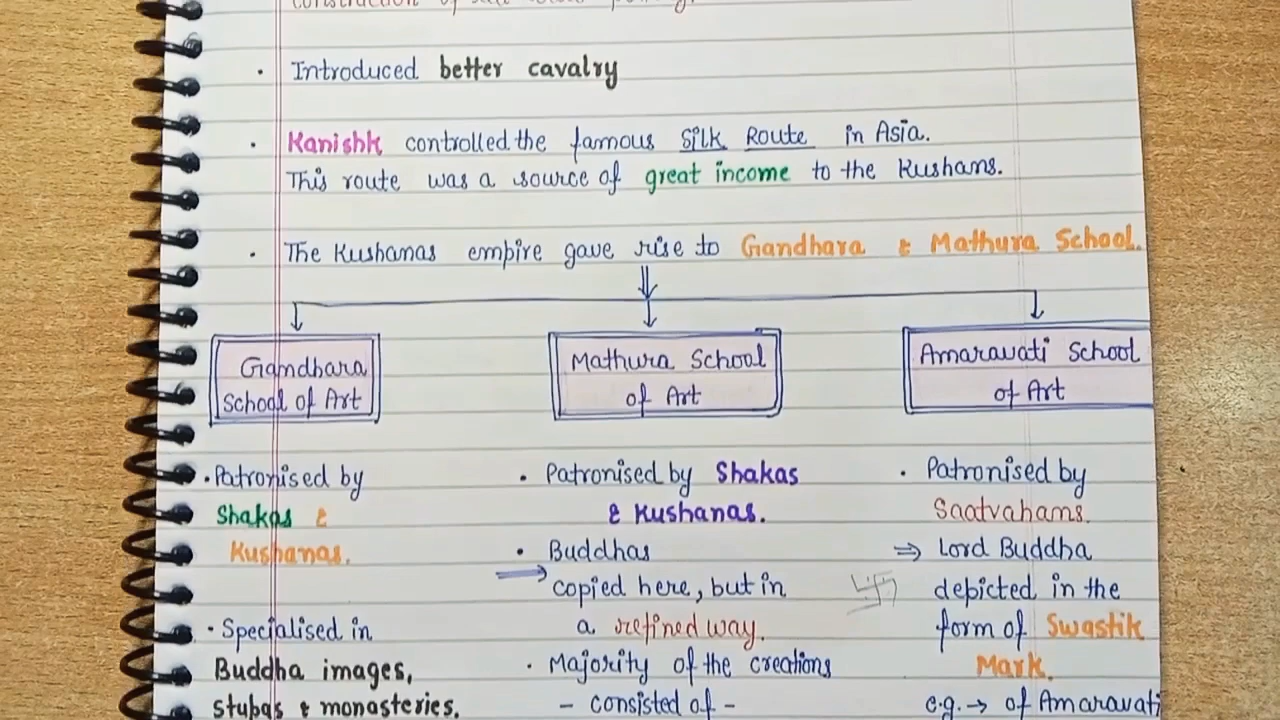 construction of
· Introduced better cavalry
· Kanishk controlled the famous Silk Route in Asia.
This route was a source of great income to the Kushans.
· The Kushanas empire gave rise to Gandhara & Mathura School.
Gandhara
School of Art
· Patronised by
Shakas &
Kushanas.
· Specialised in
Buddha images,
stupas & monasteries.
Mathura School
of Art
· Patronised by Shakas
& Kushanas.
· Buddhas
copied here, but in
a refined way.
· Majority of the creations
- consisted of -
Amaravati School
of Art
· Patronised by
Saatvahans.
⇒ Lord Buddha
depicted in the
form of Swastik
Mark.
e.g. → of Amaravati